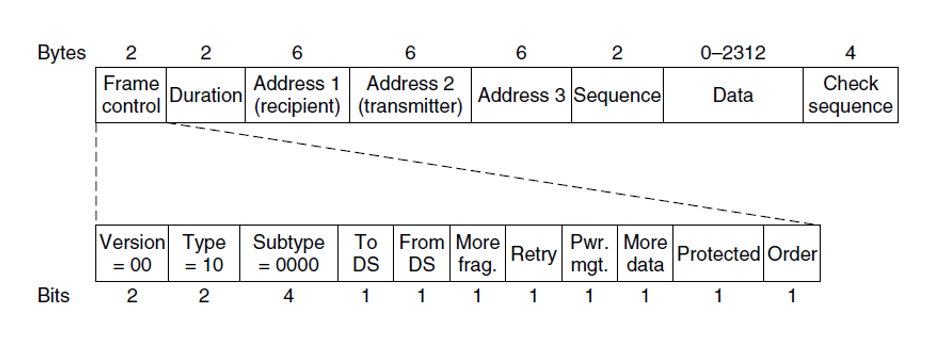 Bytes 2 2 6 6 6 2 0–2312 4
Frame control Duration Address 1 (recipient) Address 2 (transmitter) Address 3 Sequence Data Check sequence
Version = 00 Type = 10 Subtype = 0000 To DS From DS More frag. Retry Pwr. mgt. More data Protected Order
Bits 2 2 4 1 1 1 1 1 1 1 1